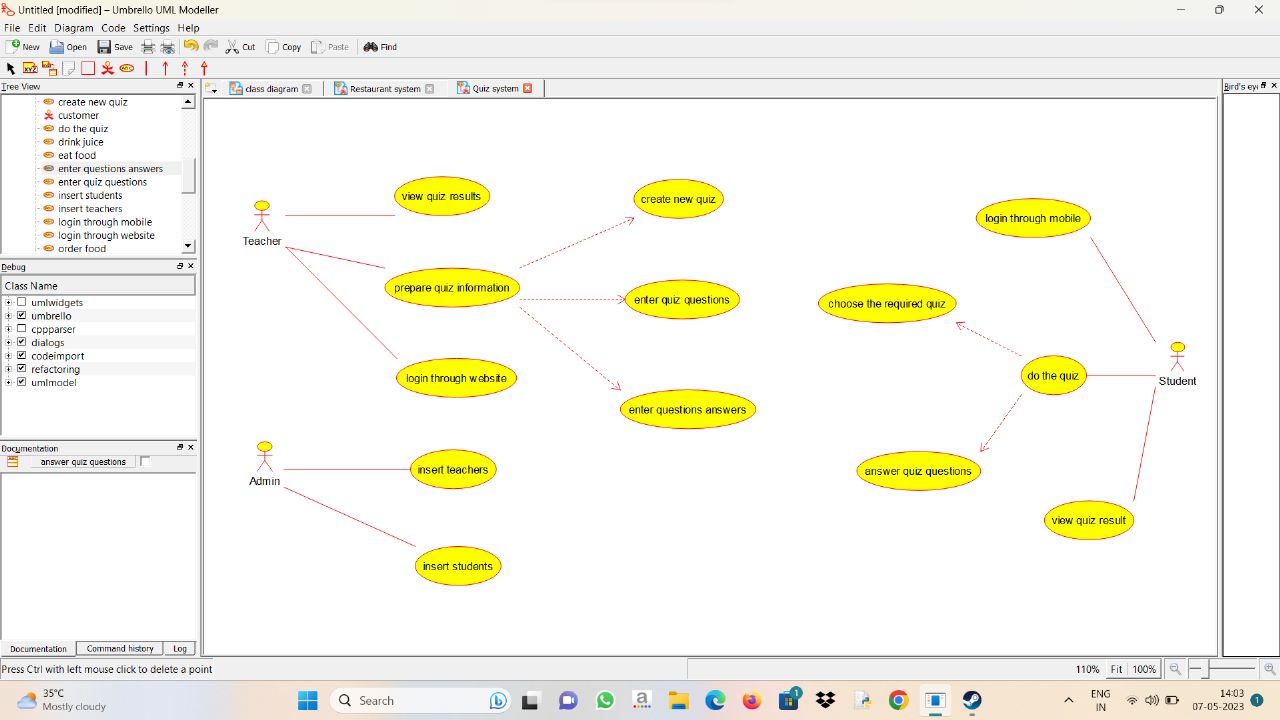 Untitled [modified] – Umbrello UML Modeller
File Edit Diagram Code Settings Help
New Open Save Cut Copy Paste Find
Tree View
create new quiz
customer
do the quiz
drink juice
eat food
enter questions answers
enter quiz questions
insert students
insert teachers
login through mobile
login through website
order food
Debug
Class Name
umlwidgets
umbrello
cppparser
dialogs
codeimport
refactoring
umlmodel
Documentation
answer quiz questions
Documentation Command history Log
class diagram Restaurant system Quiz system
Bird's eye
view quiz results
create new quiz
login through mobile
Teacher
prepare quiz information
enter quiz questions
choose the required quiz
login through website
do the quiz
Student
enter questions answers
Admin
insert teachers
answer quiz questions
view quiz result
insert students
Press Ctrl with left mouse click to delete a point
110% Fit 100%
35°C
Mostly cloudy
Search
a
1
ENG
IN
14:03
07-05-2023
1